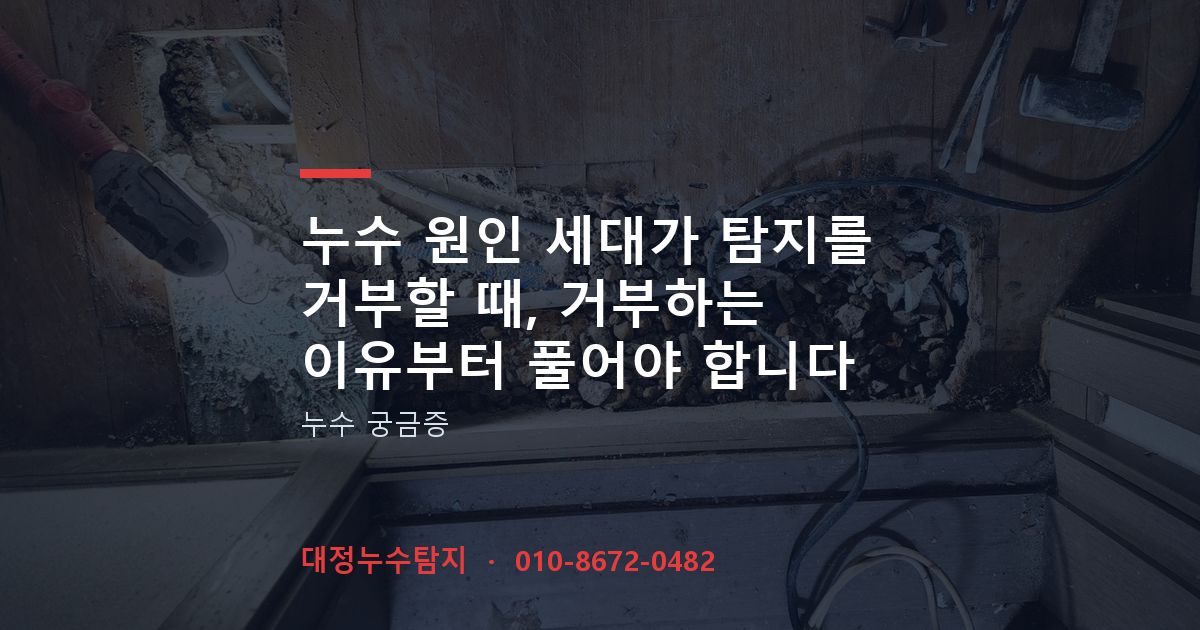 누수 원인 세대가 탐지를
거부할 때, 거부하는
이유부터 풀어야 합니다
누수 궁금증
대정누수탐지 · 010-8672-0482